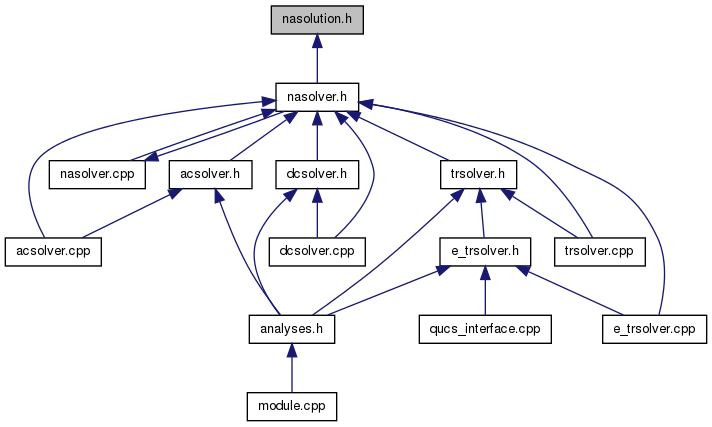 nasolution.h
nasolver.h
nasolver.cpp
acsolver.h
dcsolver.h
trsolver.h
acsolver.cpp
dcsolver.cpp
e_trsolver.h
trsolver.cpp
analyses.h
qucs_interface.cpp
e_trsolver.cpp
module.cpp